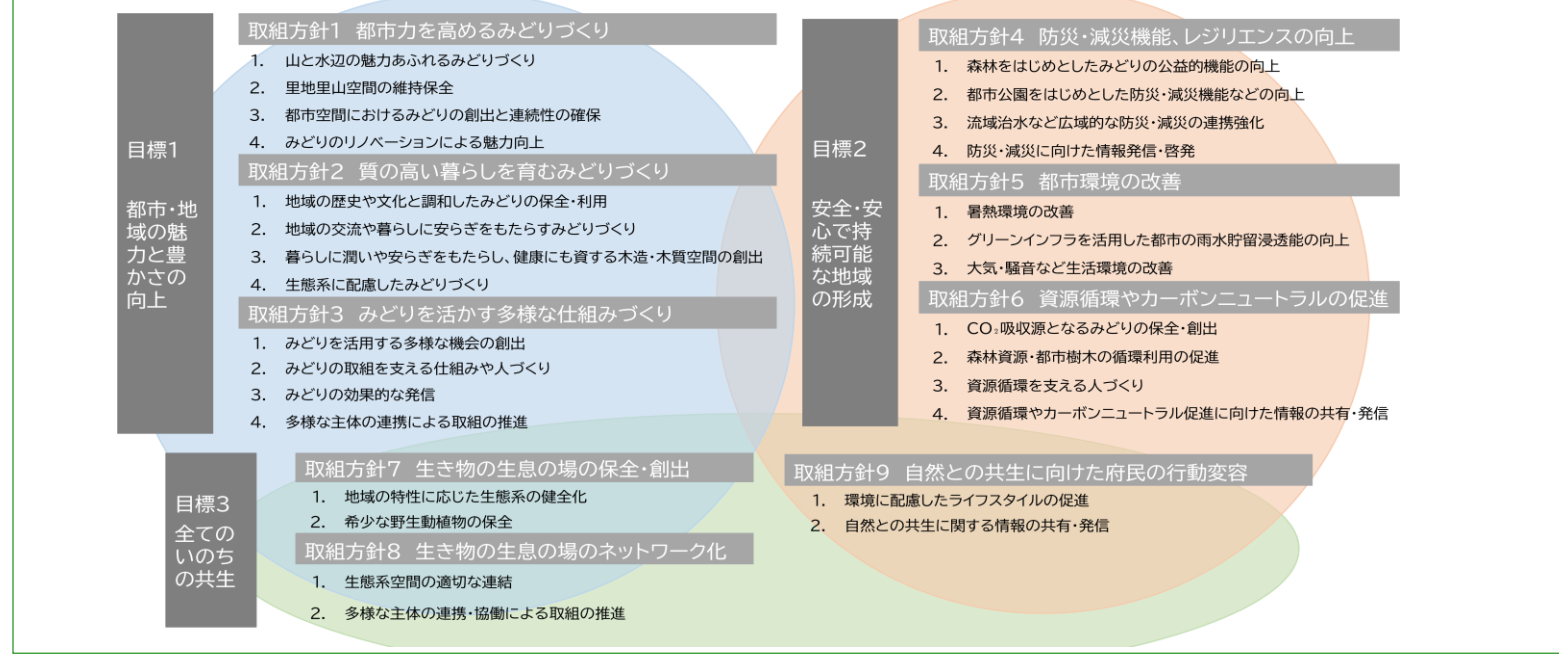 目標1
都市・地
域の魅
力と豊
かさの
向上
取組方針1 都市力を高めるみどりづくり
1. 山と水辺の魅力あふれるみどりづくり
2. 里地里山空間の維持保全
3. 都市空間におけるみどりの創出と連続性の確保
4. みどりのリノベーションによる魅力向上
取組方針2 質の高い暮らしを育むみどりづくり
1. 地域の歴史や文化と調和したみどりの保全・利用
2. 地域の交流や暮らしに安らぎをもたらすみどりづくり
3. 暮らしに潤いや安らぎをもたらし、健康にも資する木造・木質空間の創出
4. 生態系に配慮したみどりづくり
取組方針3 みどりを活かす多様な仕組みづくり
1. みどりを活用する多様な機会の創出
2. みどりの取組を支える仕組みや人づくり
3. みどりの効果的な発信
4. 多様な主体の連携による取組の推進
目標2
安全・安
心で持
続可能
な地域
の形成
取組方針4 防災・減災機能、レジリエンスの向上
1. 森林をはじめとしたみどりの公益的機能の向上
2. 都市公園をはじめとした防災・減災機能などの向上
3. 流域治水など広域的な防災・減災の連携強化
4. 防災・減災に向けた情報発信・啓発
取組方針5 都市環境の改善
1. 暑熱環境の改善
2. グリーンインフラを活用した都市の雨水貯留浸透能の向上
3. 大気・騒音など生活環境の改善
取組方針6 資源循環やカーボンニュートラルの促進
1. CO₂吸収源となるみどりの保全・創出
2. 森林資源・都市樹木の循環利用の促進
3. 資源循環を支える人づくり
4. 資源循環やカーボンニュートラル促進に向けた情報の共有・発信
目標3
全ての
いのち
の共生
取組方針7 生き物の生息の場の保全・創出
1. 地域の特性に応じた生態系の健全化
2. 希少な野生動植物の保全
取組方針8 生き物の生息の場のネットワーク化
1. 生態系空間の適切な連結
2. 多様な主体の連携・協働による取組の推進
取組方針9 自然との共生に向けた府民の行動変容
1. 環境に配慮したライフスタイルの促進
2. 自然との共生に関する情報の共有・発信